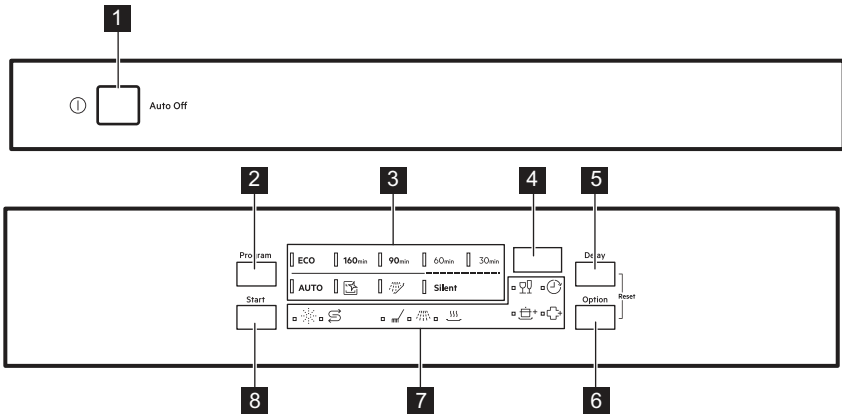 1
Auto Off
2 3 4 5
Program
Delay
ECO 160min 90min 60min 30min
AUTO Silent
Start
Option
Reset
8 7 6